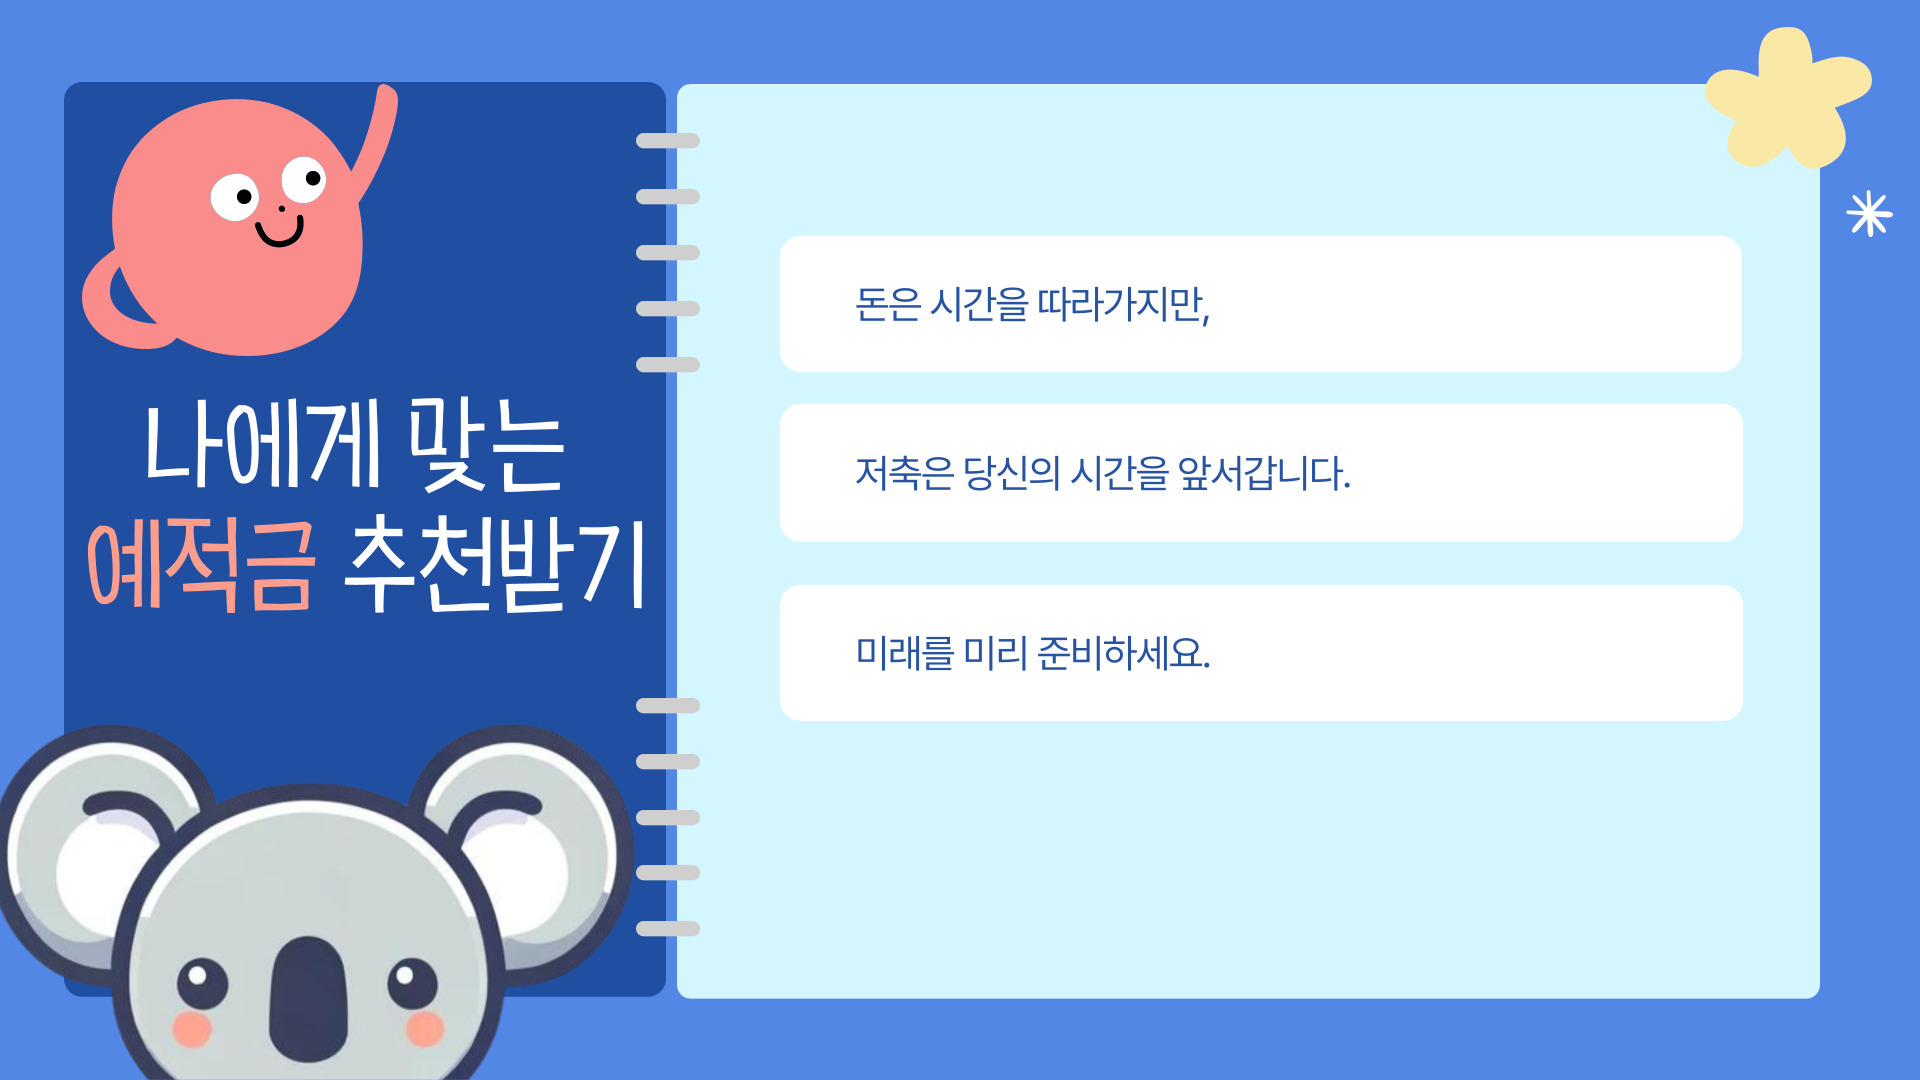 나에게 맞는
예적금 추천받기
돈은 시간을 따라가지만,
저축은 당신의 시간을 앞서갑니다.
미래를 미리 준비하세요.